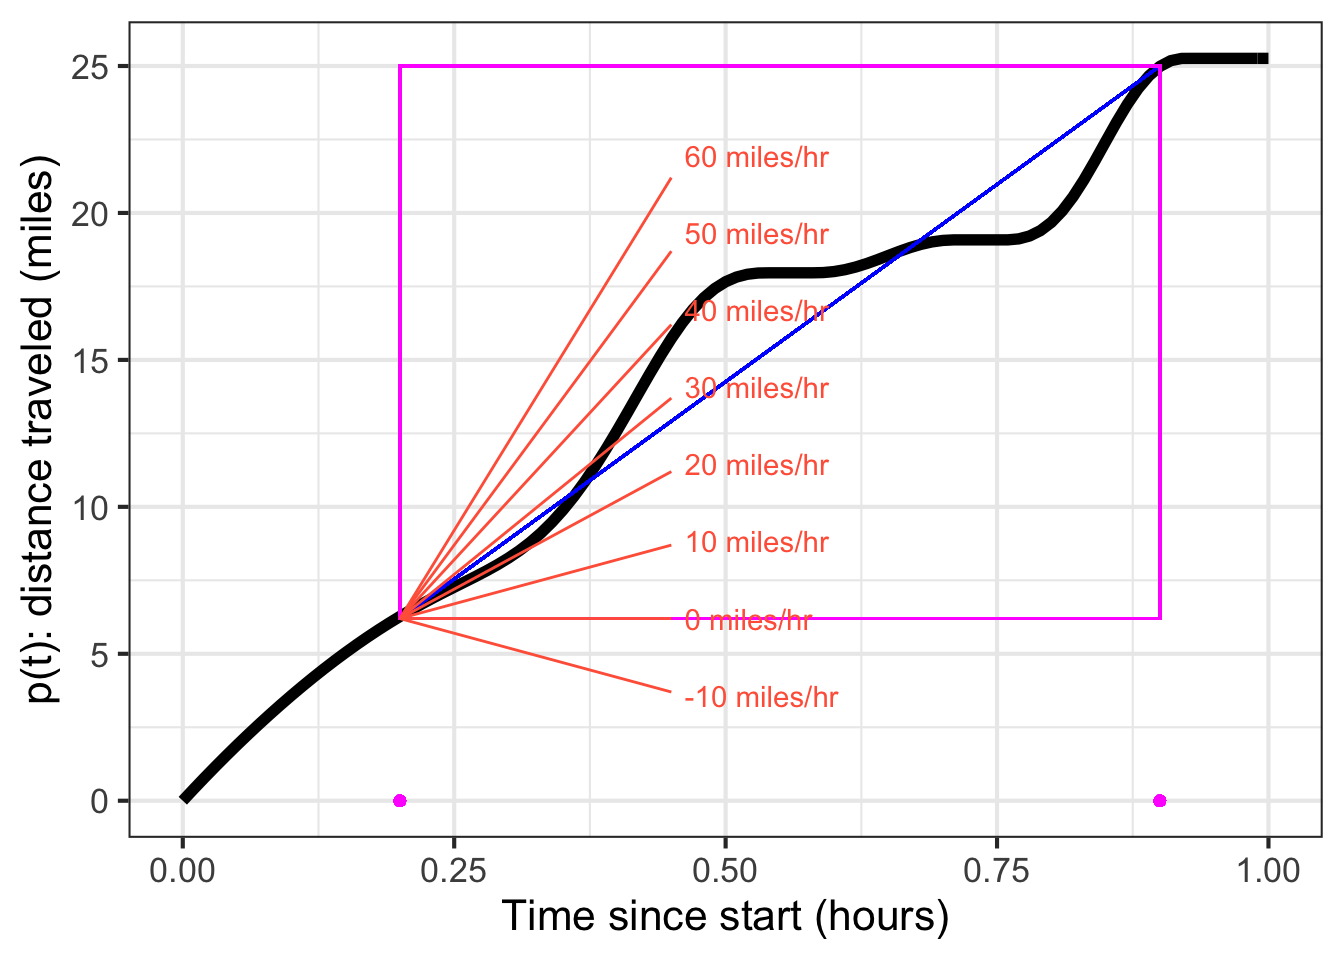 p(t): distance traveled (miles)
25
20
15
10
5
0
60 miles/hr
50 miles/hr
40 miles/hr
30 miles/hr
20 miles/hr
10 miles/hr
0 miles/hr
-10 miles/hr
0.00 0.25 0.50 0.75 1.00
Time since start (hours)